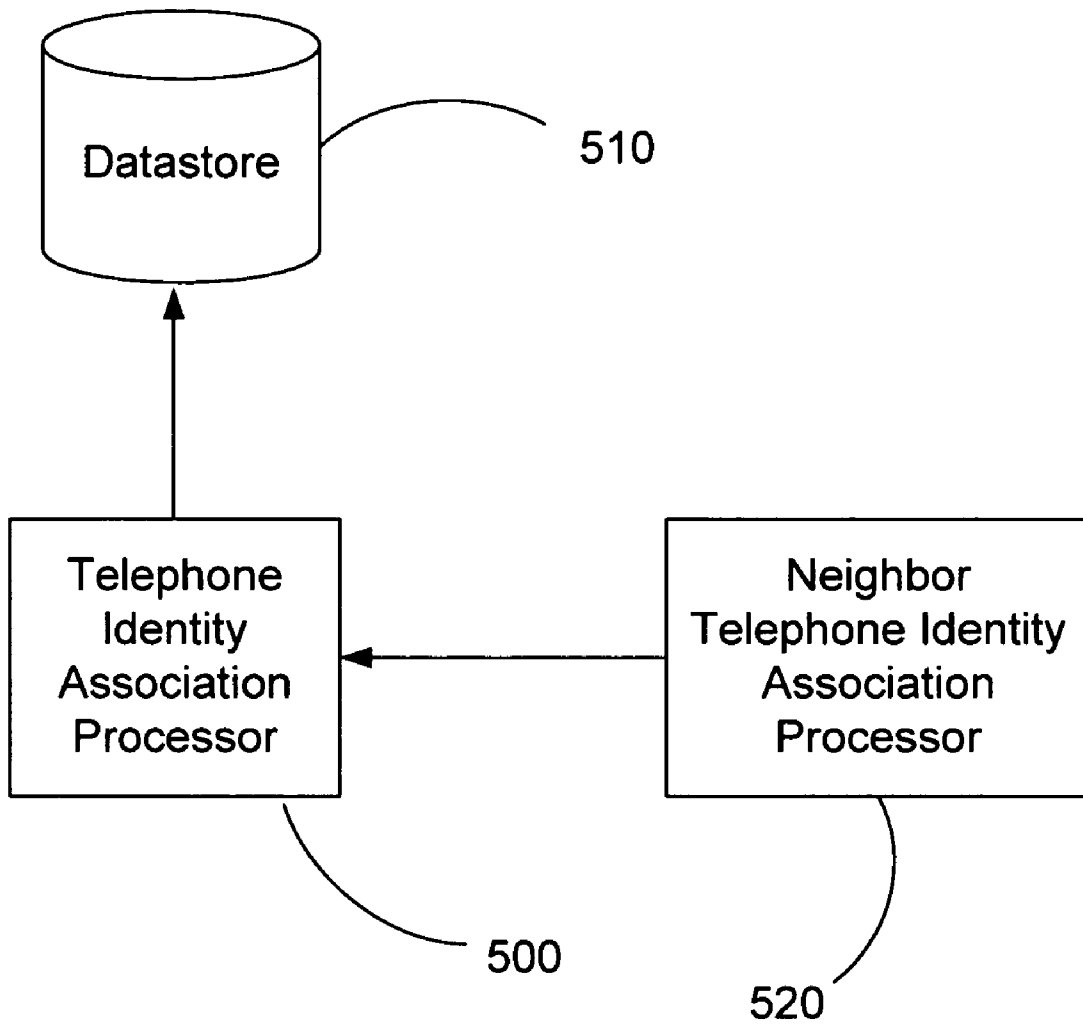 Datastore
510
Telephone
Identity
Association
Processor
Neighbor
Telephone Identity
Association
Processor
500
520